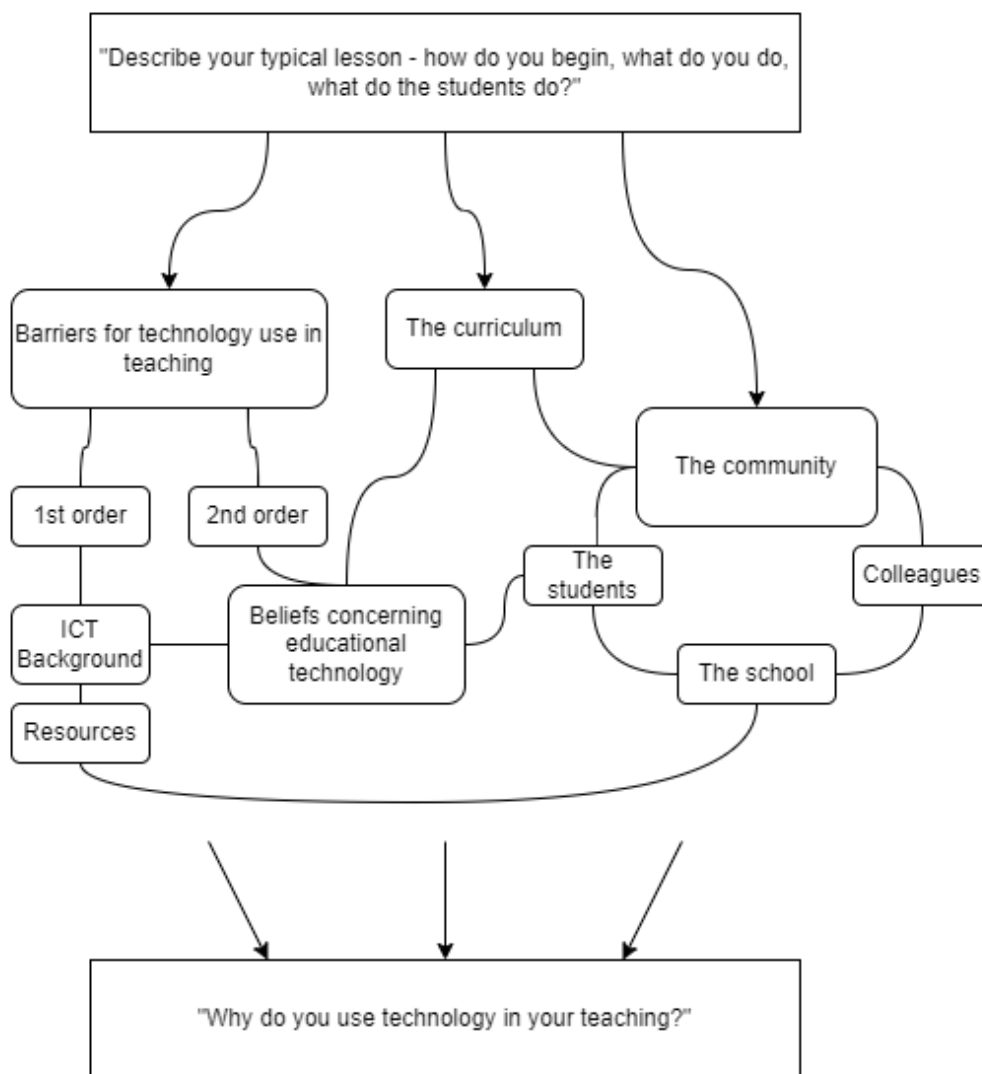 "Describe your typical lesson - how do you begin, what do you do,
what do the students do?"
Barriers for technology use in
teaching
The curriculum
The community
1st order
2nd order
The
students
Colleagues
ICT
Background
Beliefs concerning
educational
technology
The school
Resources
"Why do you use technology in your teaching?"